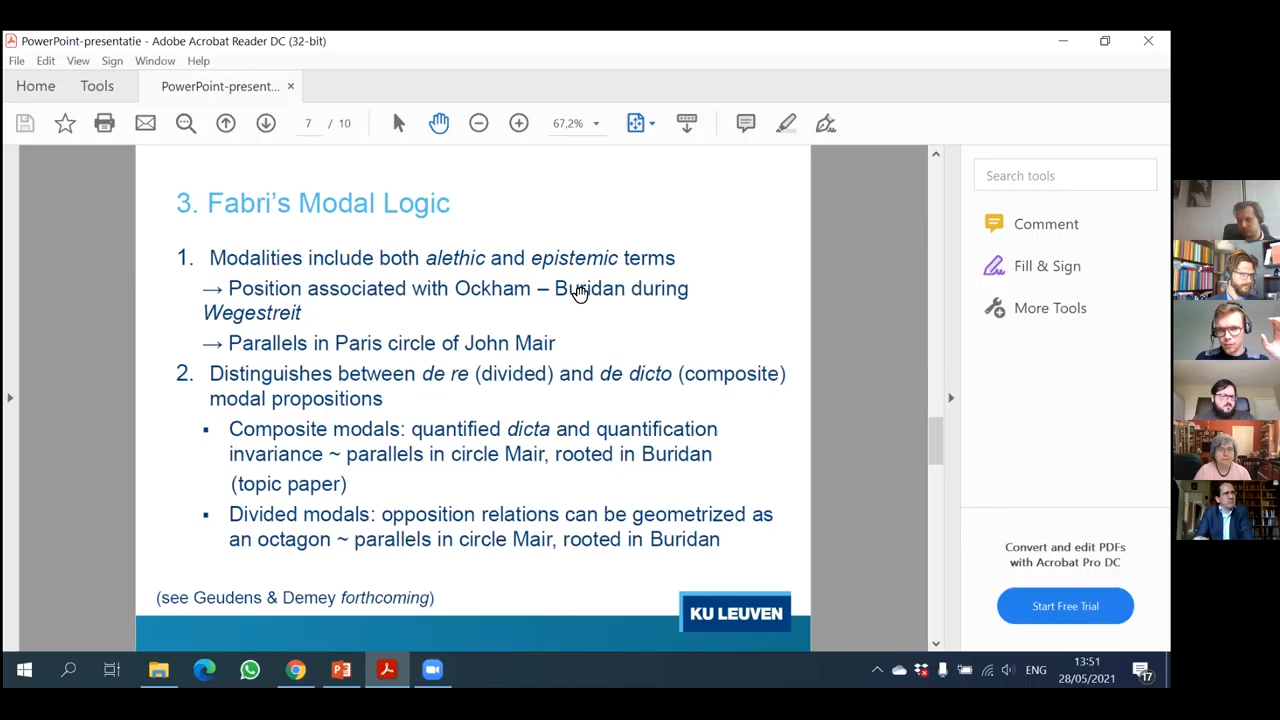 PowerPoint-presentatie - Adobe Acrobat Reader DC (32-bit)
File Edit View Sign Window Help
Home Tools PowerPoint-present... ×
7 / 10 67,2%
Search tools
Comment
Fill & Sign
More Tools
3. Fabri's Modal Logic
1. Modalities include both alethic and epistemic terms
→ Position associated with Ockham – Buridan during
Wegestreit
→ Parallels in Paris circle of John Mair
2. Distinguishes between de re (divided) and de dicto (composite)
modal propositions
▪ Composite modals: quantified dicta and quantification
invariance ~ parallels in circle Mair, rooted in Buridan
(topic paper)
▪ Divided modals: opposition relations can be geometrized as
an octagon ~ parallels in circle Mair, rooted in Buridan
(see Geudens & Demey forthcoming)
KU LEUVEN
Convert and edit PDFs
with Acrobat Pro DC
Start Free Trial
ENG
13:51
28/05/2021
17